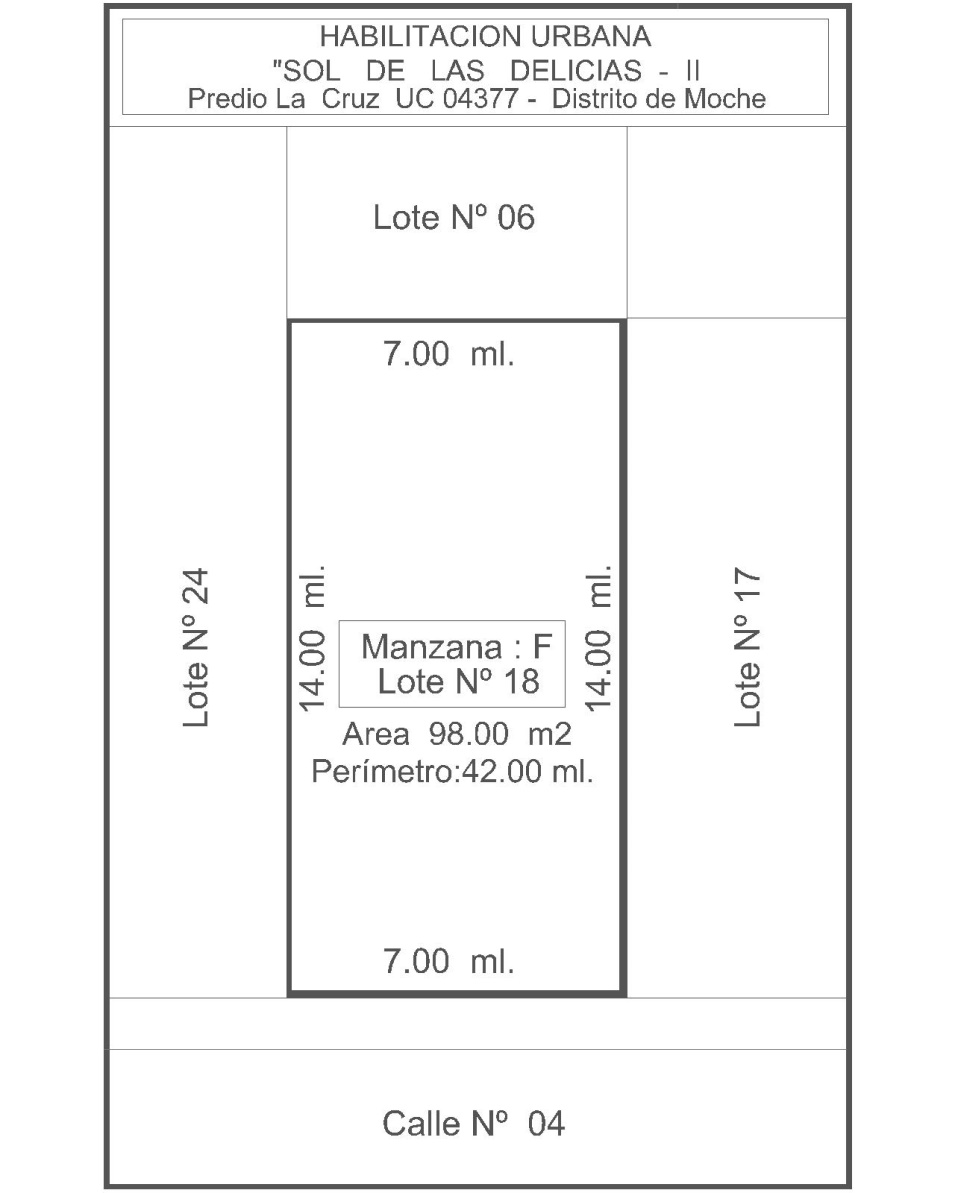 HABILITACION URBANA
"SOL DE LAS DELICIAS - II
Predio La Cruz UC 04377 - Distrito de Moche
Lote Nº 06
7.00 ml.
Lote Nº 24
14.00 ml.
Manzana : F
Lote Nº 18
Area 98.00 m2
Perímetro:42.00 ml.
14.00 ml.
Lote Nº 17
7.00 ml.
Calle Nº 04